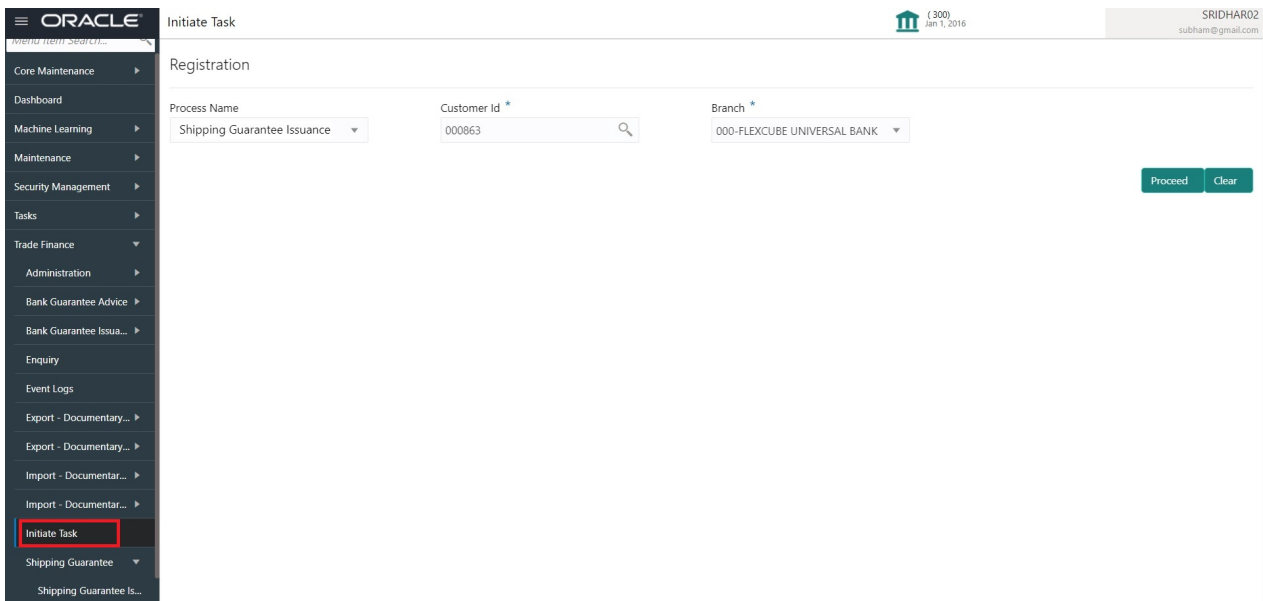 ORACLE
Initiate Task
( 300)
Jan 1, 2016
SRIDHAR02
subham@gmail.com
Menu Item Search...
Core Maintenance
Dashboard
Machine Learning
Maintenance
Security Management
Tasks
Trade Finance
Administration
Bank Guarantee Advice
Bank Guarantee Issua...
Enquiry
Event Logs
Export - Documentary...
Export - Documentary...
Import - Documentar...
Import - Documentar...
Initiate Task
Shipping Guarantee
Shipping Guarantee Is...
Registration
Process Name
Shipping Guarantee Issuance
Customer Id *
000863
Branch *
000-FLEXCUBE UNIVERSAL BANK
Proceed
Clear